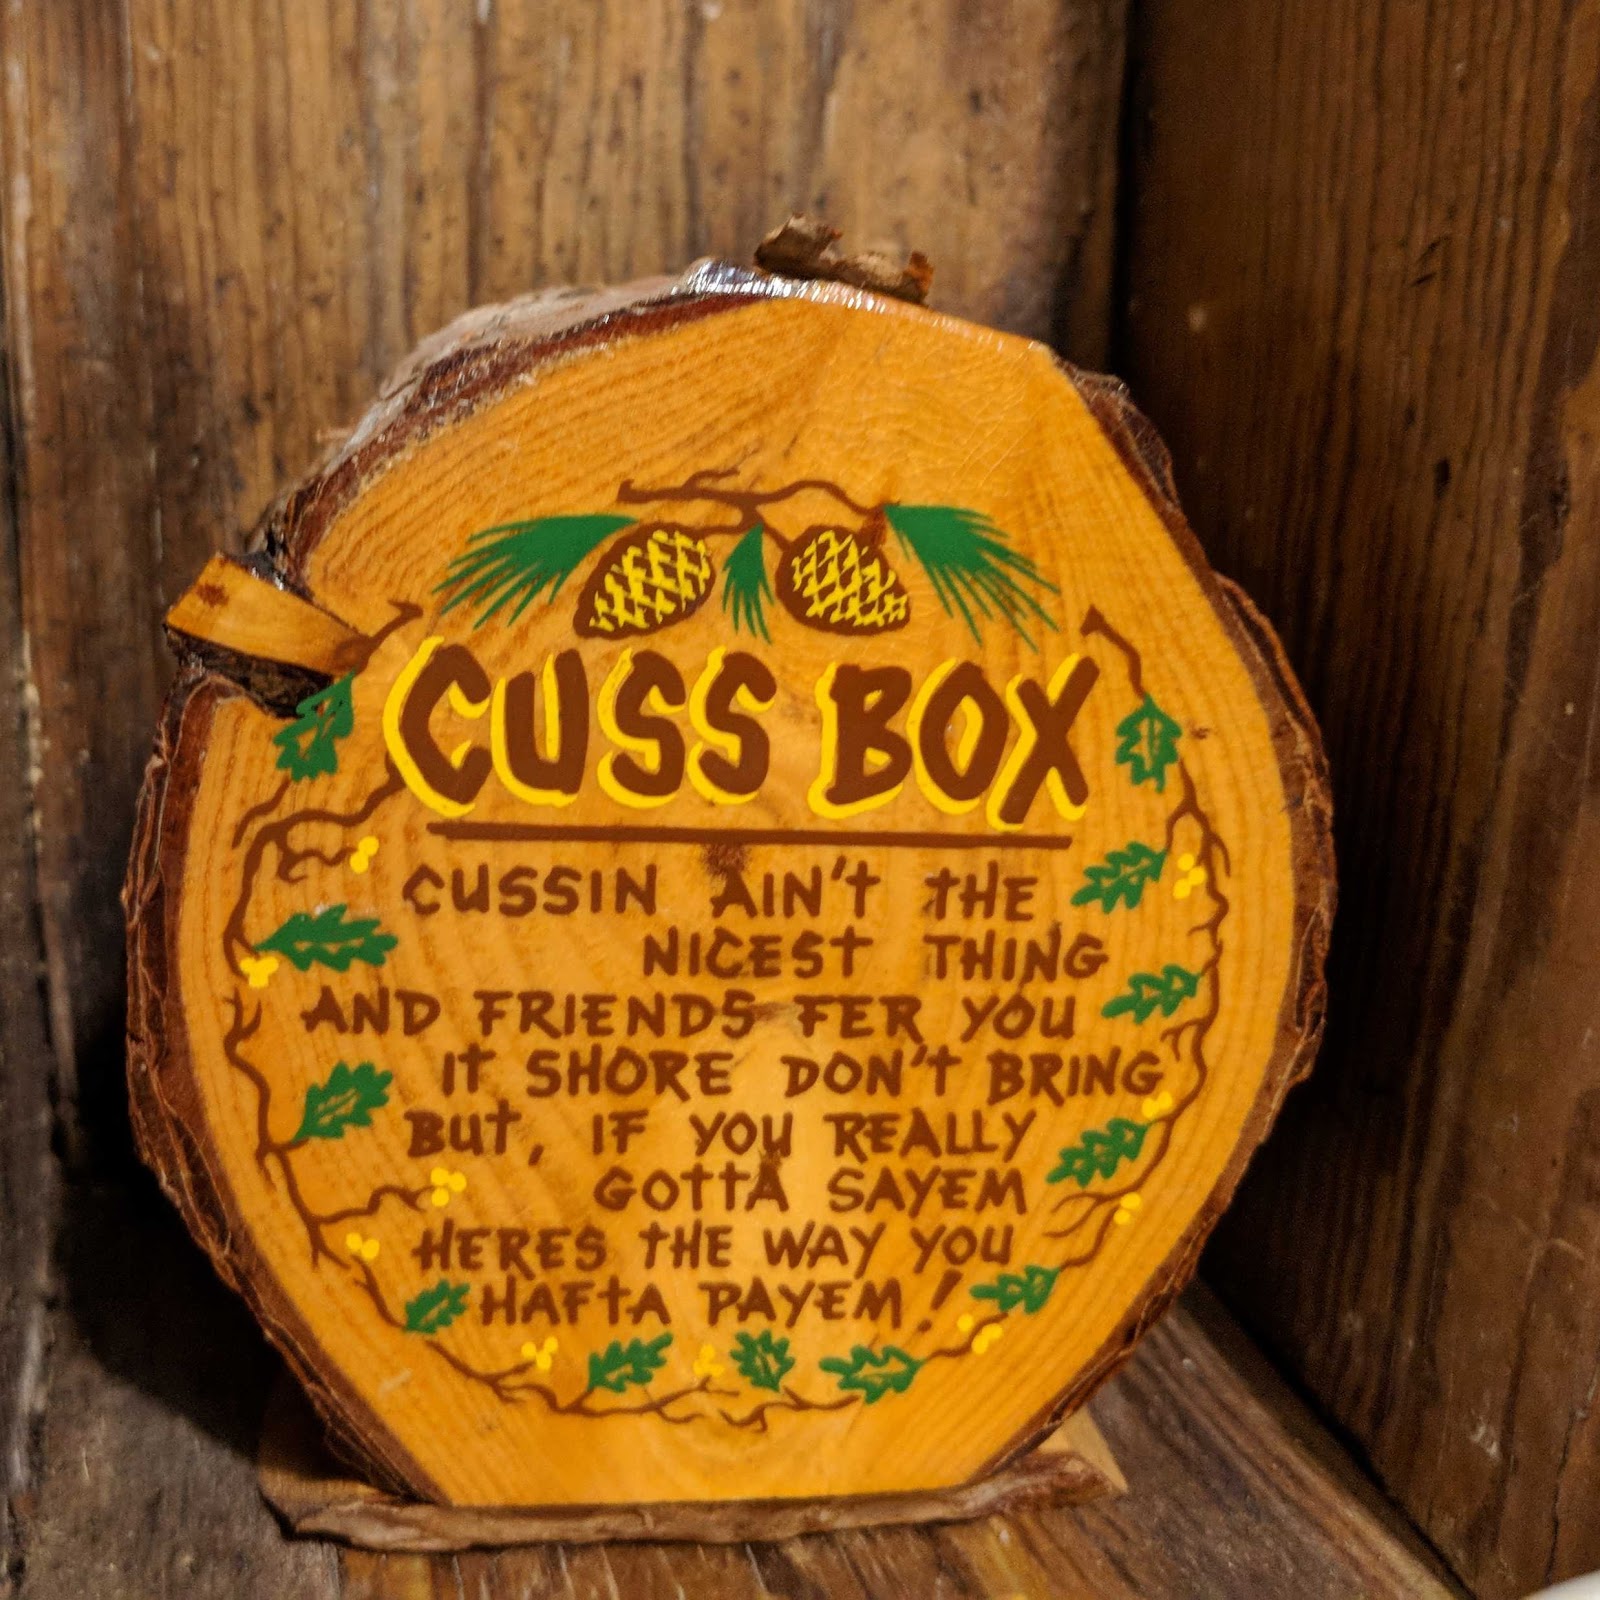 CUSS BOX
CUSSIN AIN't tHE
NICESt THING
AND FRIENDS FER YOU
It SHORE DON't BRING
But, IF YOU REALLY
GOttA SAYEM
HERES tHE WAY YOU
HAFtA PAYEM!